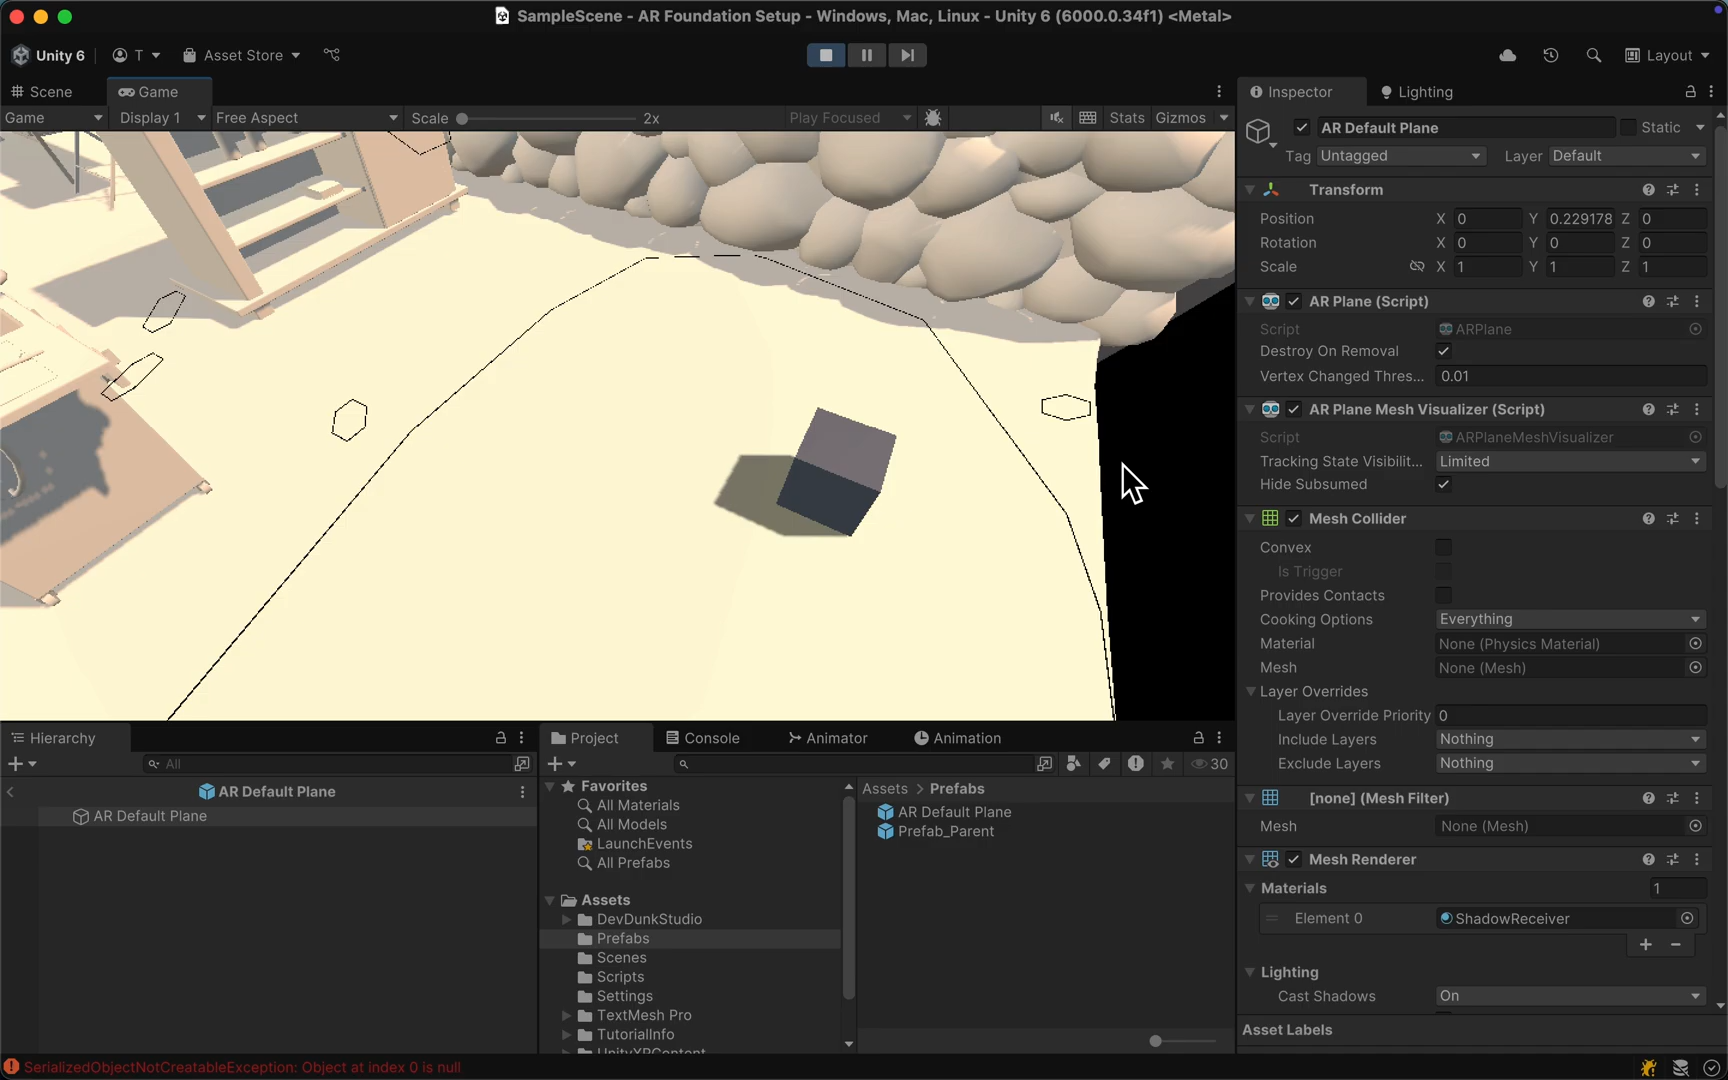 SampleScene - AR Foundation Setup - Windows, Mac, Linux - Unity 6 (6000.0.34f1) <Metal>
Unity 6 T Asset Store Layout
Scene Game
Game Display 1 Free Aspect Scale 2x Play Focused Stats Gizmos
Inspector Lighting
AR Default Plane Static
Tag Untagged Layer Default
Transform
Position X 0 Y 0.229178 Z 0
Rotation X 0 Y 0 Z 0
Scale X 1 Y 1 Z 1
AR Plane (Script)
Script ARPlane
Destroy On Removal
Vertex Changed Thres... 0.01
AR Plane Mesh Visualizer (Script)
Script ARPlaneMeshVisualizer
Tracking State Visibilit... Limited
Hide Subsumed
Mesh Collider
Convex
Is Trigger
Provides Contacts
Cooking Options Everything
Material None (Physics Material)
Mesh None (Mesh)
Layer Overrides
Layer Override Priority 0
Include Layers Nothing
Exclude Layers Nothing
[none] (Mesh Filter)
Mesh None (Mesh)
Mesh Renderer
Materials 1
Element 0 ShadowReceiver
Lighting
Cast Shadows On
Asset Labels
Hierarchy
All
AR Default Plane
AR Default Plane
Project Console Animator Animation
30
Favorites
All Materials
All Models
LaunchEvents
All Prefabs
Assets
DevDunkStudio
Prefabs
Scenes
Scripts
Settings
TextMesh Pro
TutorialInfo
UnityXRContent
Assets > Prefabs
AR Default Plane
Prefab_Parent
SerializedObjectNotCreatableException: Object at index 0 is null